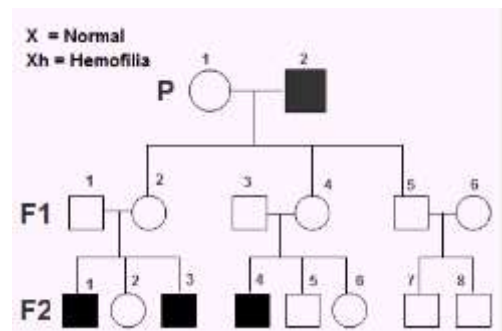 X = Normal
Xh = Hemofilia
1 2
P
1 2 3 4 5 6
F1
1 2 3 4 5 6 7 8
F2